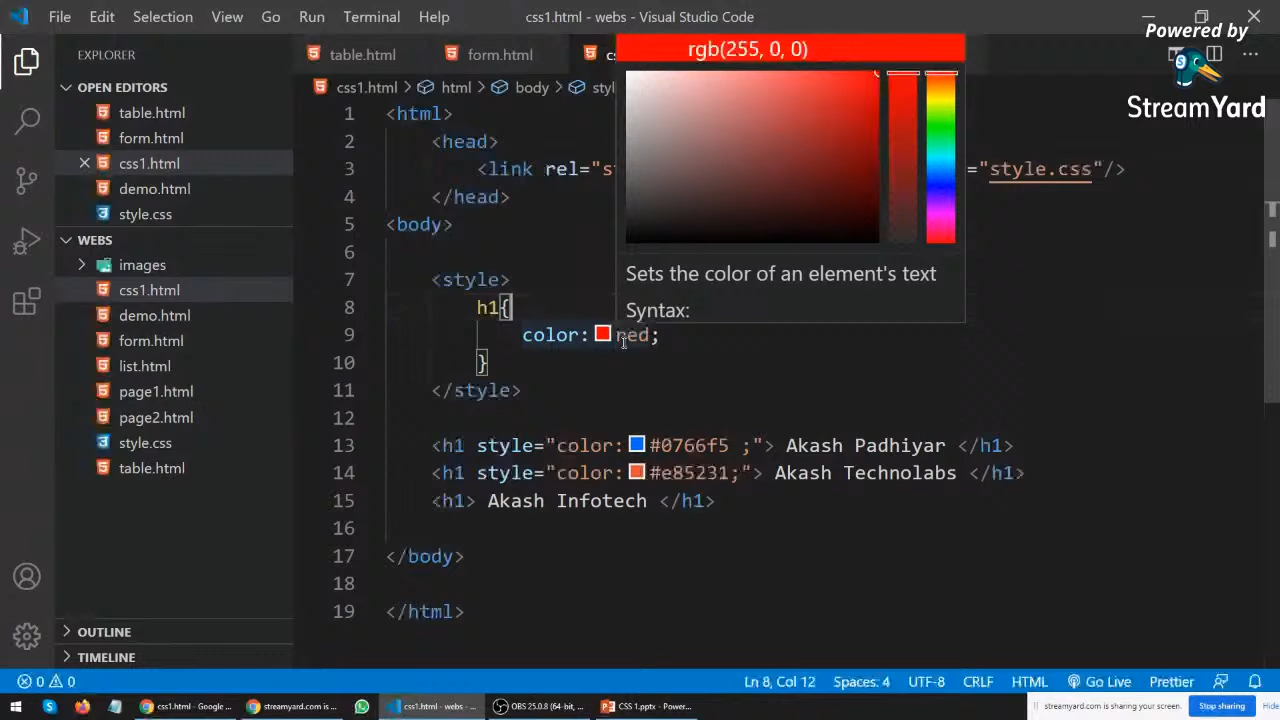 File Edit Selection View Go Run Terminal Help
css1.html - webs - Visual Studio Code
Powered by
StreamYard
EXPLORER
OPEN EDITORS
table.html
form.html
css1.html
demo.html
style.css
WEBS
images
css1.html
demo.html
form.html
list.html
page1.html
page2.html
style.css
table.html
OUTLINE
TIMELINE
table.html form.html
css1.html > html > body >
rgb(255, 0, 0)
Sets the color of an element's text
Syntax:
1 <html>
2 <head>
3 <link rel="s ="style.css"/>
4 </head>
5 <body>
6
7 <style>
8 h1{
9 color: red;
10 }
11 </style>
12
13 <h1 style="color: #0766f5 ;"> Akash Padhiyar </h1>
14 <h1 style="color: #e85231;"> Akash Technolabs </h1>
15 <h1> Akash Infotech </h1>
16
17 </body>
18
19 </html>
0 0 Ln 8, Col 12 Spaces: 4 UTF-8 CRLF HTML Go Live Prettier
css1.html - Google ... streamyard.com is ... css1.html - webs - ... OBS 25.0.8 (64-bit, ... CSS 1.pptx - Power...
streamyard.com is sharing your screen. Stop sharing Hide